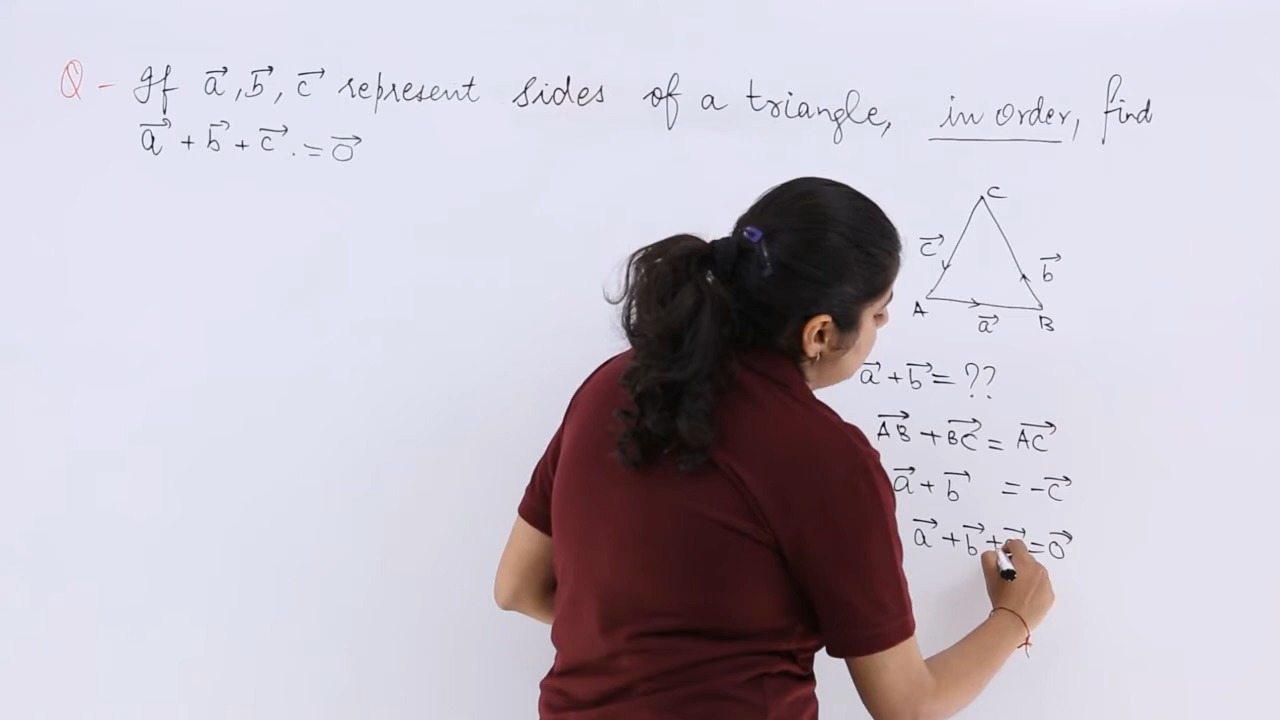 Q - If a⃗, b⃗, c⃗ represent sides of a triangle, in order, find
a⃗ + b⃗ + c⃗. = 0⃗
C
c⃗ b⃗
A a⃗ B
a⃗ + b⃗ = ??
AB⃗ + BC⃗ = AC⃗
a⃗ + b⃗ = -c⃗
a⃗ + b⃗ + = 0⃗